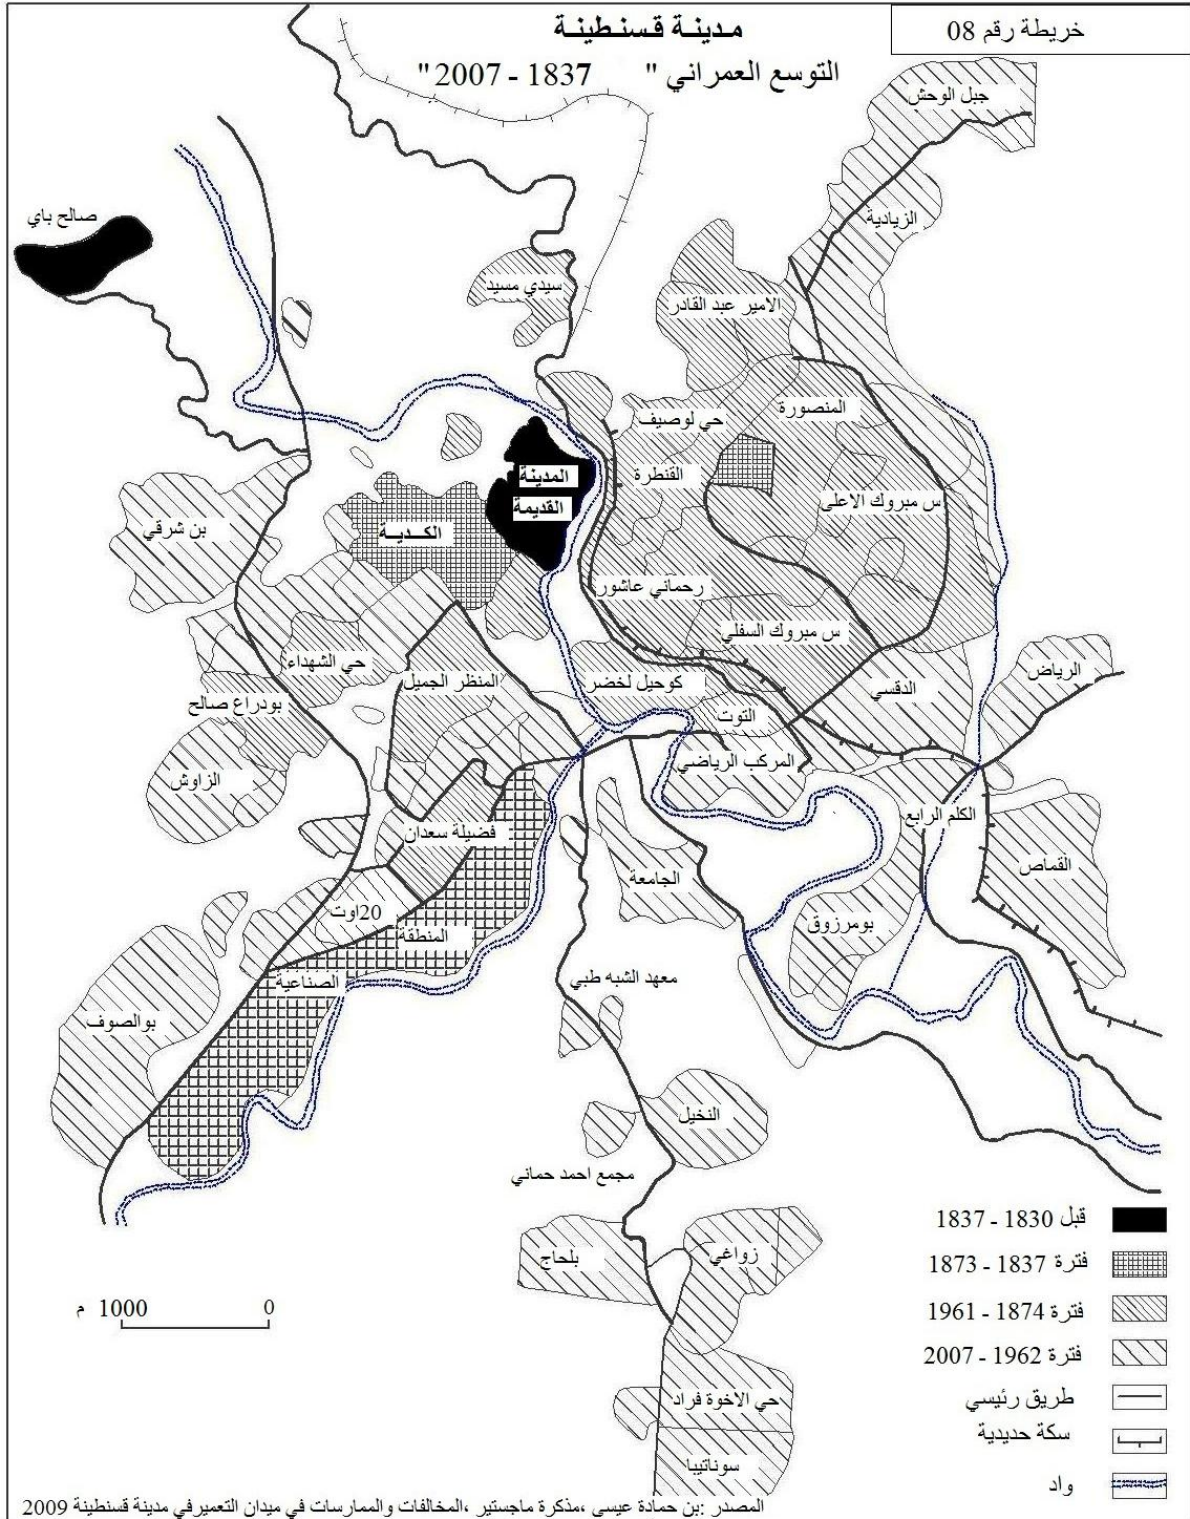 خريطة رقم 08
مدينة قسنطينة
التوسع العمراني " 1837 - 2007 "
جبل الوحش
صالح باي
الزيادية
سيدي مسيد
الامير عبد القادر
المنصورة
حي لوصيف
القنطرة
المدينة
القديمة
س مبروك الاعلى
الكدية
بن شرقي
رحماني عاشور
س مبروك السفلي
حي الشهداء
المنظر الجميل
كوحيل لخضر
الدقسي
الرياض
بودراع صالح
التوت
الزاوش
المركب الرياضي
الكلم الرابع
فضيلة سعدان
القماص
الجامعة
20اوت
بومرزوق
المنطقة
الصناعية
معهد الشبه طبي
بوالصوف
النخيل
مجمع احمد حماني
زواغي
بلحاج
حي الاخوة فراد
سوناتيبا
قبل 1830 - 1837
فترة 1837 - 1873
فترة 1874 - 1961
فترة 1962 - 2007
طريق رئيسي
سكة حديدية
واد
0 1000 م
المصدر :بن حمادة عيسى ،مذكرة ماجستير ،المخالفات والممارسات في ميدان التعميرفي مدينة قسنطينة 2009